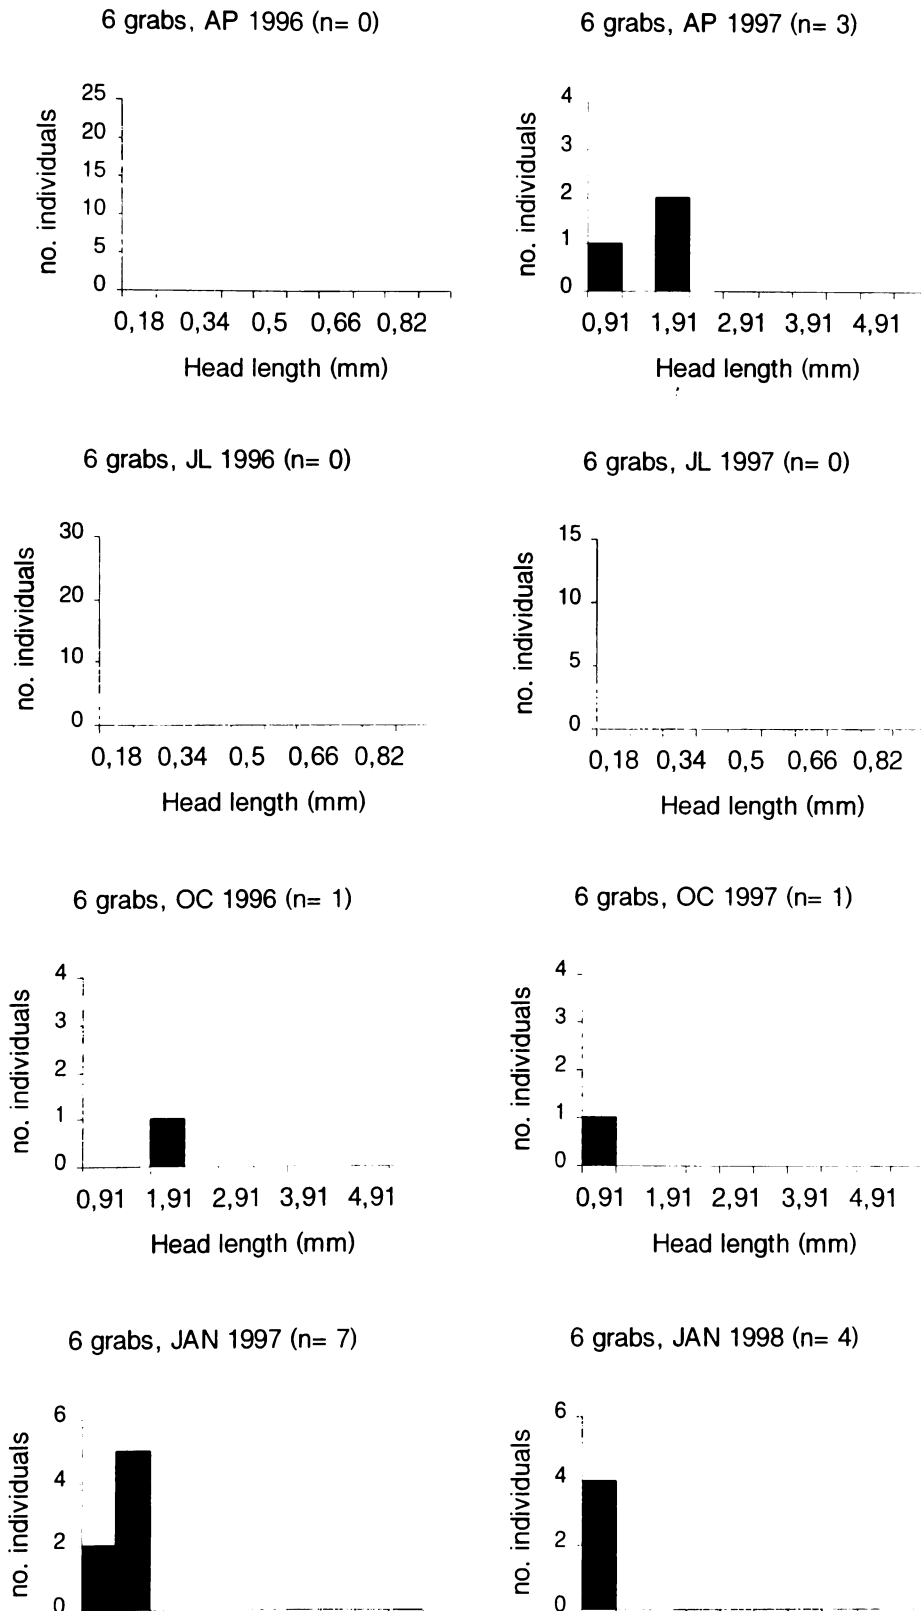 6 grabs, AP 1996 (n= 0)
25
20
15
10
5
0
no. individuals
0,18 0,34 0,5 0,66 0,82
Head length (mm)
6 grabs, AP 1997 (n= 3)
4
3
2
1
0
no. individuals
0,91 1,91 2,91 3,91 4,91
Head length (mm)
6 grabs, JL 1996 (n= 0)
30
20
10
0
no. individuals
0,18 0,34 0,5 0,66 0,82
Head length (mm)
6 grabs, JL 1997 (n= 0)
15
10
5
0
no. individuals
0,18 0,34 0,5 0,66 0,82
Head length (mm)
6 grabs, OC 1996 (n= 1)
4
3
2
1
0
no. individuals
0,91 1,91 2,91 3,91 4,91
Head length (mm)
6 grabs, OC 1997 (n= 1)
4
3
2
1
0
no. individuals
0,91 1,91 2,91 3,91 4,91
Head length (mm)
6 grabs, JAN 1997 (n= 7)
6
4
2
0
no. individuals
6 grabs, JAN 1998 (n= 4)
6
4
2
0
no. individuals